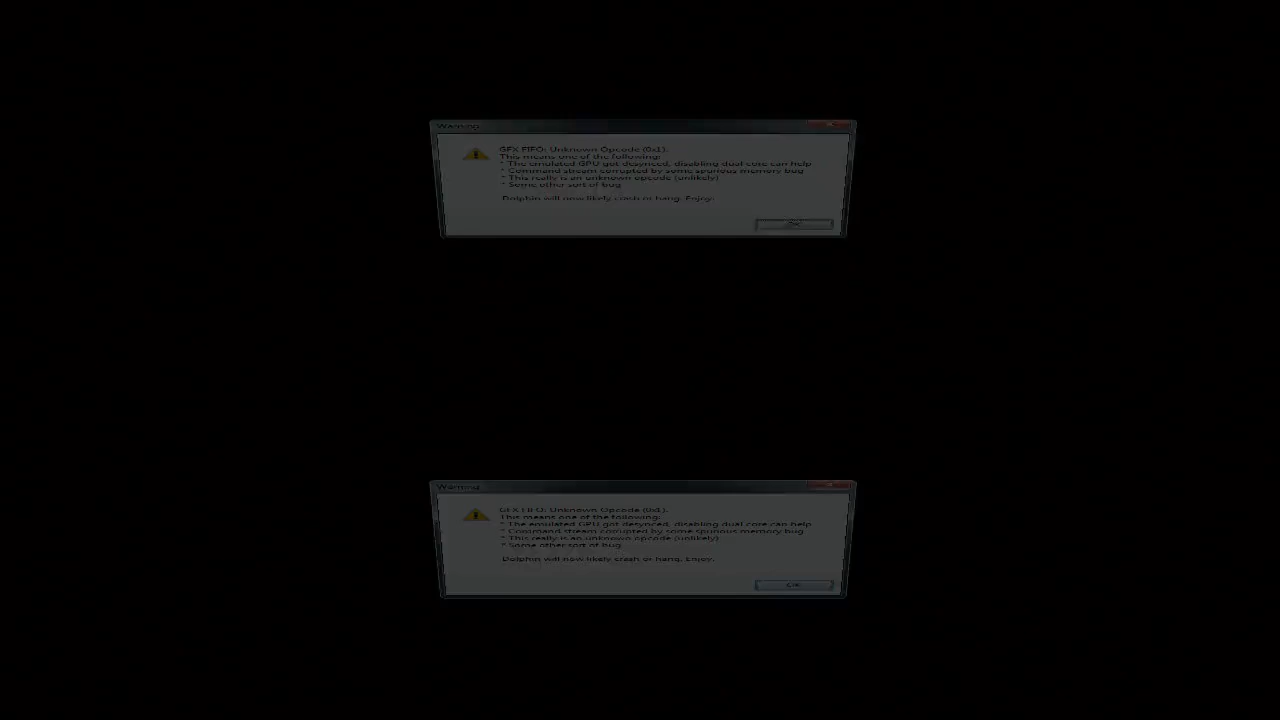 Warning
GFX FIFO: Unknown Opcode (0x1).
This means one of the following:
* The emulated GPU got desynced, disabling dual core can help
* Command stream corrupted by some spurious memory bug
* This really is an unknown opcode (unlikely)
* Some other sort of bug
Dolphin will now likely crash or hang. Enjoy.
OK
Warning
GFX FIFO: Unknown Opcode (0x1).
This means one of the following:
* The emulated GPU got desynced, disabling dual core can help
* Command stream corrupted by some spurious memory bug
* This really is an unknown opcode (unlikely)
* Some other sort of bug
Dolphin will now likely crash or hang. Enjoy.
OK